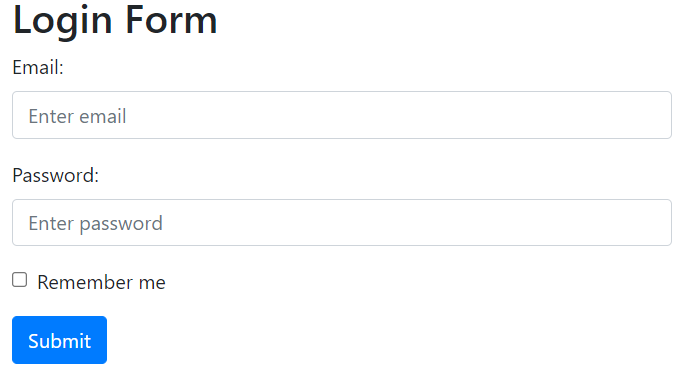 Login Form
Email:
Enter email
Password:
Enter password
Remember me
Submit